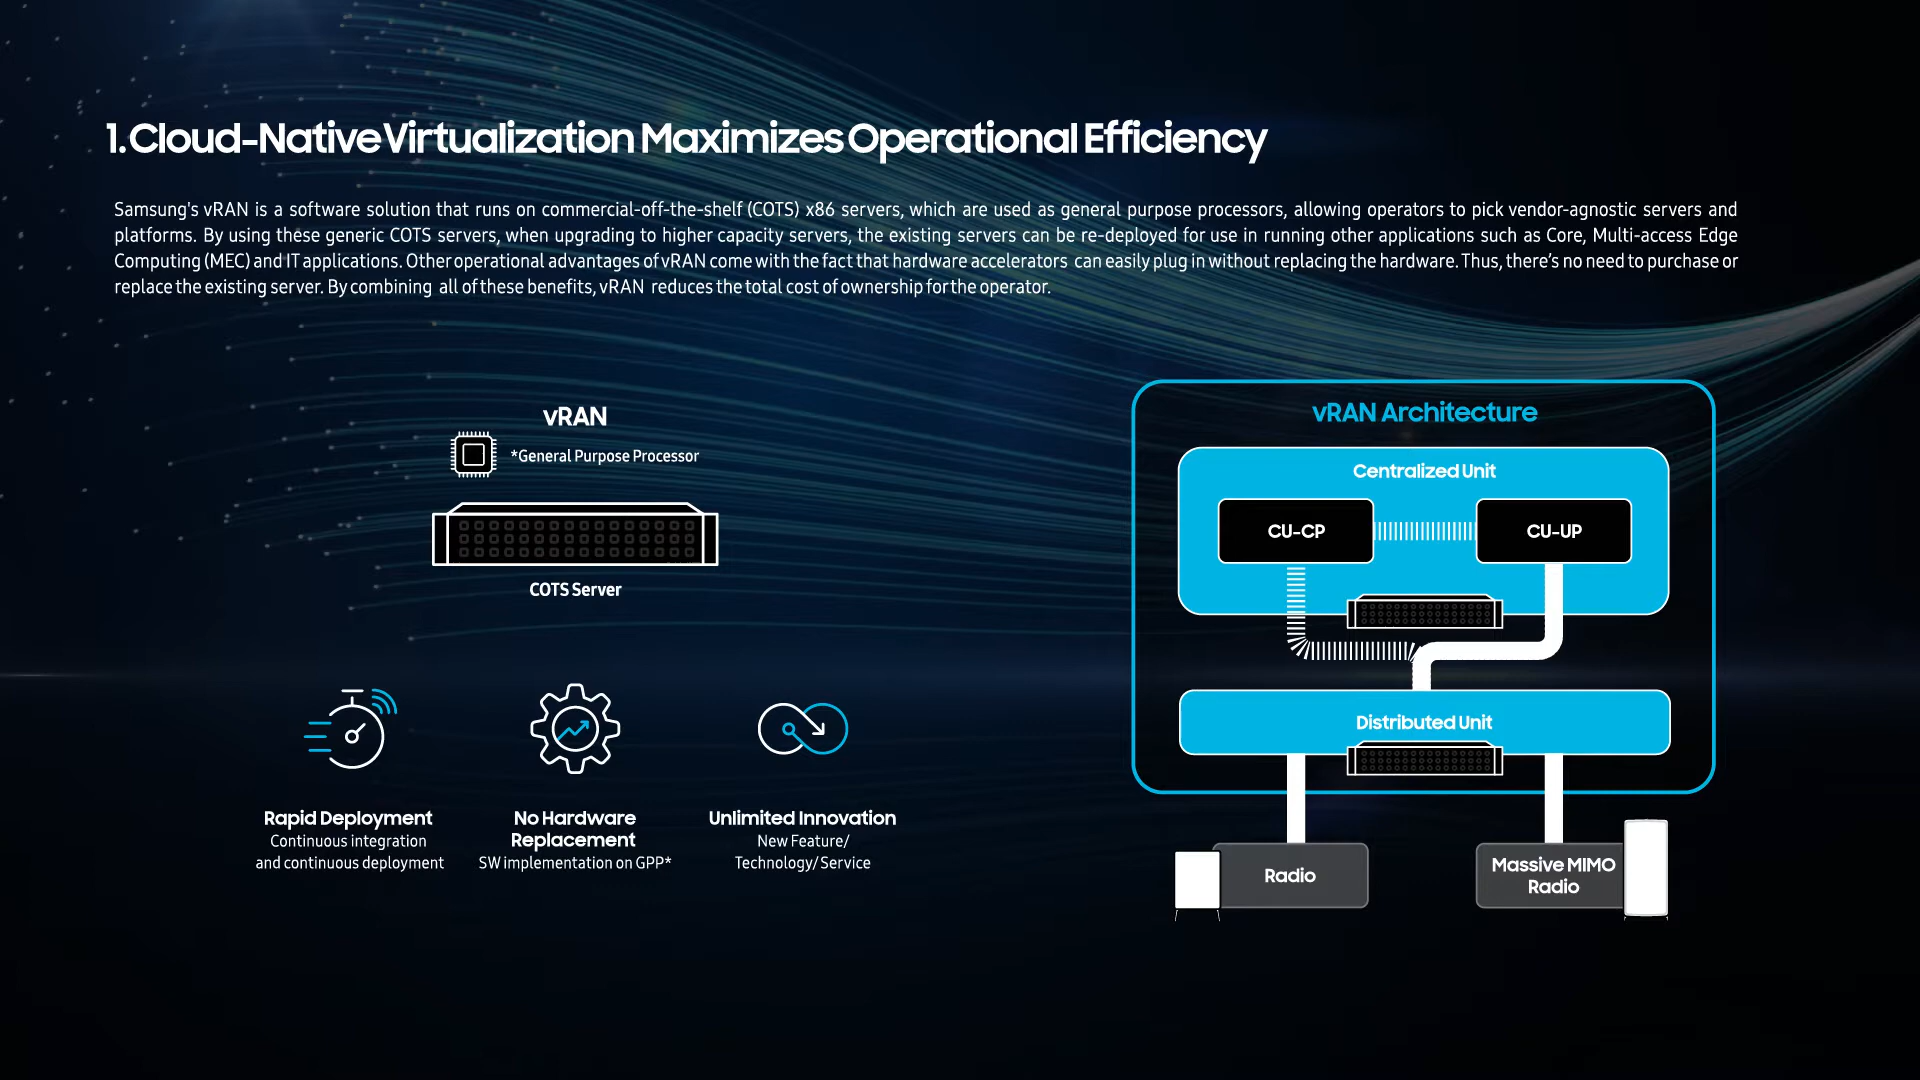 1. Cloud-Native Virtualization Maximizes Operational Efficiency
Samsung's vRAN is a software solution that runs on commercial-off-the-shelf (COTS) x86 servers, which are used as general purpose processors, allowing operators to pick vendor-agnostic servers and
platforms. By using these generic COTS servers, when upgrading to higher capacity servers, the existing servers can be re-deployed for use in running other applications such as Core, Multi-access Edge
Computing (MEC) and IT applications. Other operational advantages of vRAN come with the fact that hardware accelerators can easily plug in without replacing the hardware. Thus, there's no need to purchase or
replace the existing server. By combining all of these benefits, vRAN reduces the total cost of ownership for the operator.
vRAN
*General Purpose Processor
COTS Server
Rapid Deployment
Continuous integration
and continuous deployment
No Hardware
Replacement
SW implementation on GPP*
Unlimited Innovation
New Feature/
Technology/Service
vRAN Architecture
Centralized Unit
CU-CP
CU-UP
Distributed Unit
Radio
Massive MIMO
Radio